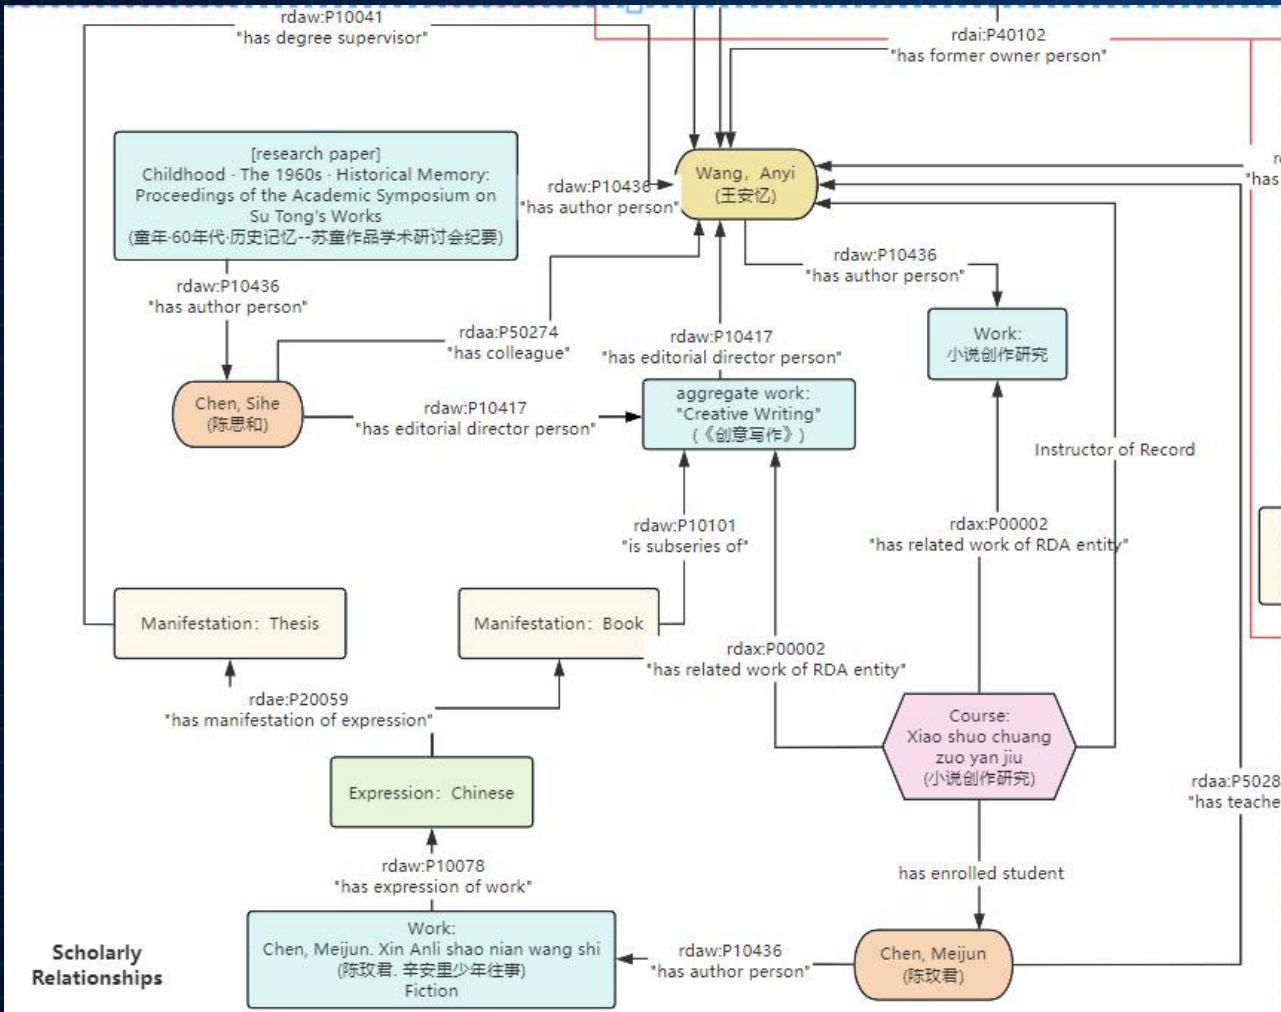 rdaw:P10041
"has degree supervisor"
rdai:P40102
"has former owner person"
[research paper]
Childhood · The 1960s · Historical Memory:
Proceedings of the Academic Symposium on
Su Tong's Works
(童年·60年代·历史记忆--苏童作品学术研讨会纪要)
rdaw:P10436
"has author person"
Wang，Anyi
(王安忆)
"has
rdaw:P10436
"has author person"
rdaw:P10436
"has author person"
rdaa:P50274
"has colleague"
rdaw:P10417
"has editorial director person"
Work:
小说创作研究
Chen, Sihe
(陈思和)
rdaw:P10417
"has editorial director person"
aggregate work:
"Creative Writing"
(《创意写作》)
Instructor of Record
rdaw:P10101
"is subseries of"
rdax:P00002
"has related work of RDA entity"
Manifestation：Thesis
Manifestation：Book
rdax:P00002
"has related work of RDA entity"
rdae:P20059
"has manifestation of expression"
Course:
Xiao shuo chuang
zuo yan jiu
(小说创作研究)
Expression：Chinese
rdaa:P5028
"has teache
rdaw:P10078
"has expression of work"
has enrolled student
Work:
Chen, Meijun. Xin Anli shao nian wang shi
(陈玫君. 辛安里少年往事)
Fiction
rdaw:P10436
"has author person"
Chen, Meijun
(陈玫君)
Scholarly
Relationships